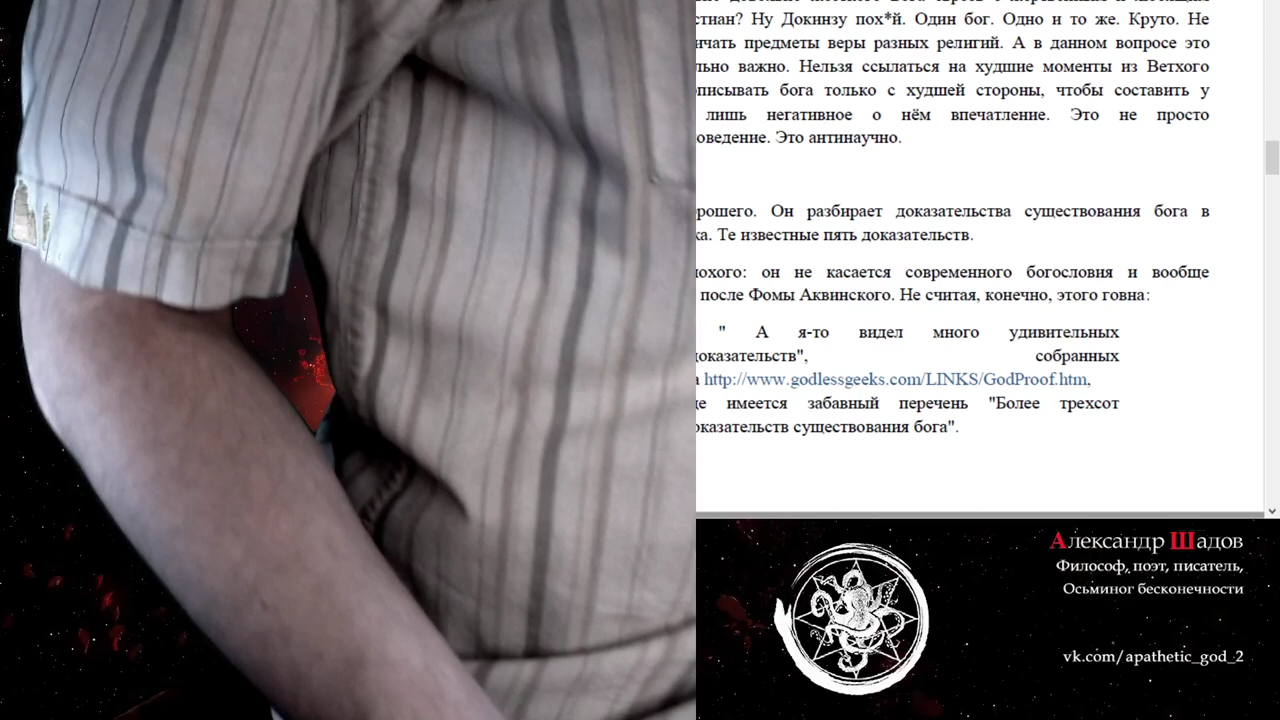 стиан? Ну Докинзу пох*й. Один бог. Одно и то же. Круто. Не
ичать предметы веры разных религий. А в данном вопросе это
льно важно. Нельзя ссылаться на худшие моменты из Ветхого
описывать бога только с худшей стороны, чтобы составить у
лишь негативное о нём впечатление. Это не просто
оведение. Это антинаучно.
рошего. Он разбирает доказательства существования бога в
ка. Те известные пять доказательств.
лохого: он не касается современного богословия и вообще
после Фомы Аквинского. Не считая, конечно, этого говна:
" А я-то видел много удивительных
доказательств", собранных
а http://www.godlessgeeks.com/LINKS/GodProof.htm,
де имеется забавный перечень "Более трехсот
оказательств существования бога".
Александр Шадов
Философ, поэт, писатель,
Осьминог бесконечности
vk.com/apathetic_god_2